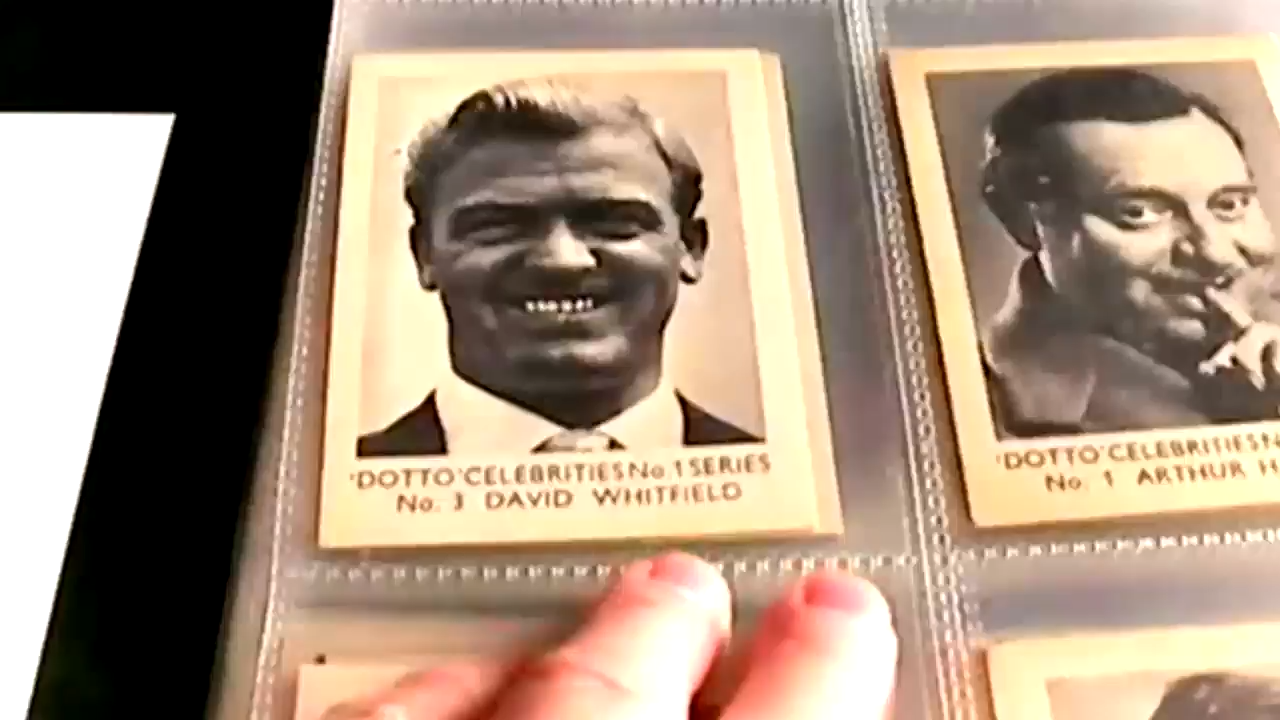 'DOTTO' CELEBRITIES No. 1 SERIES
No. 3 DAVID WHITFIELD
'DOTTO' CELEBRITIES N
No. 1 ARTHUR H